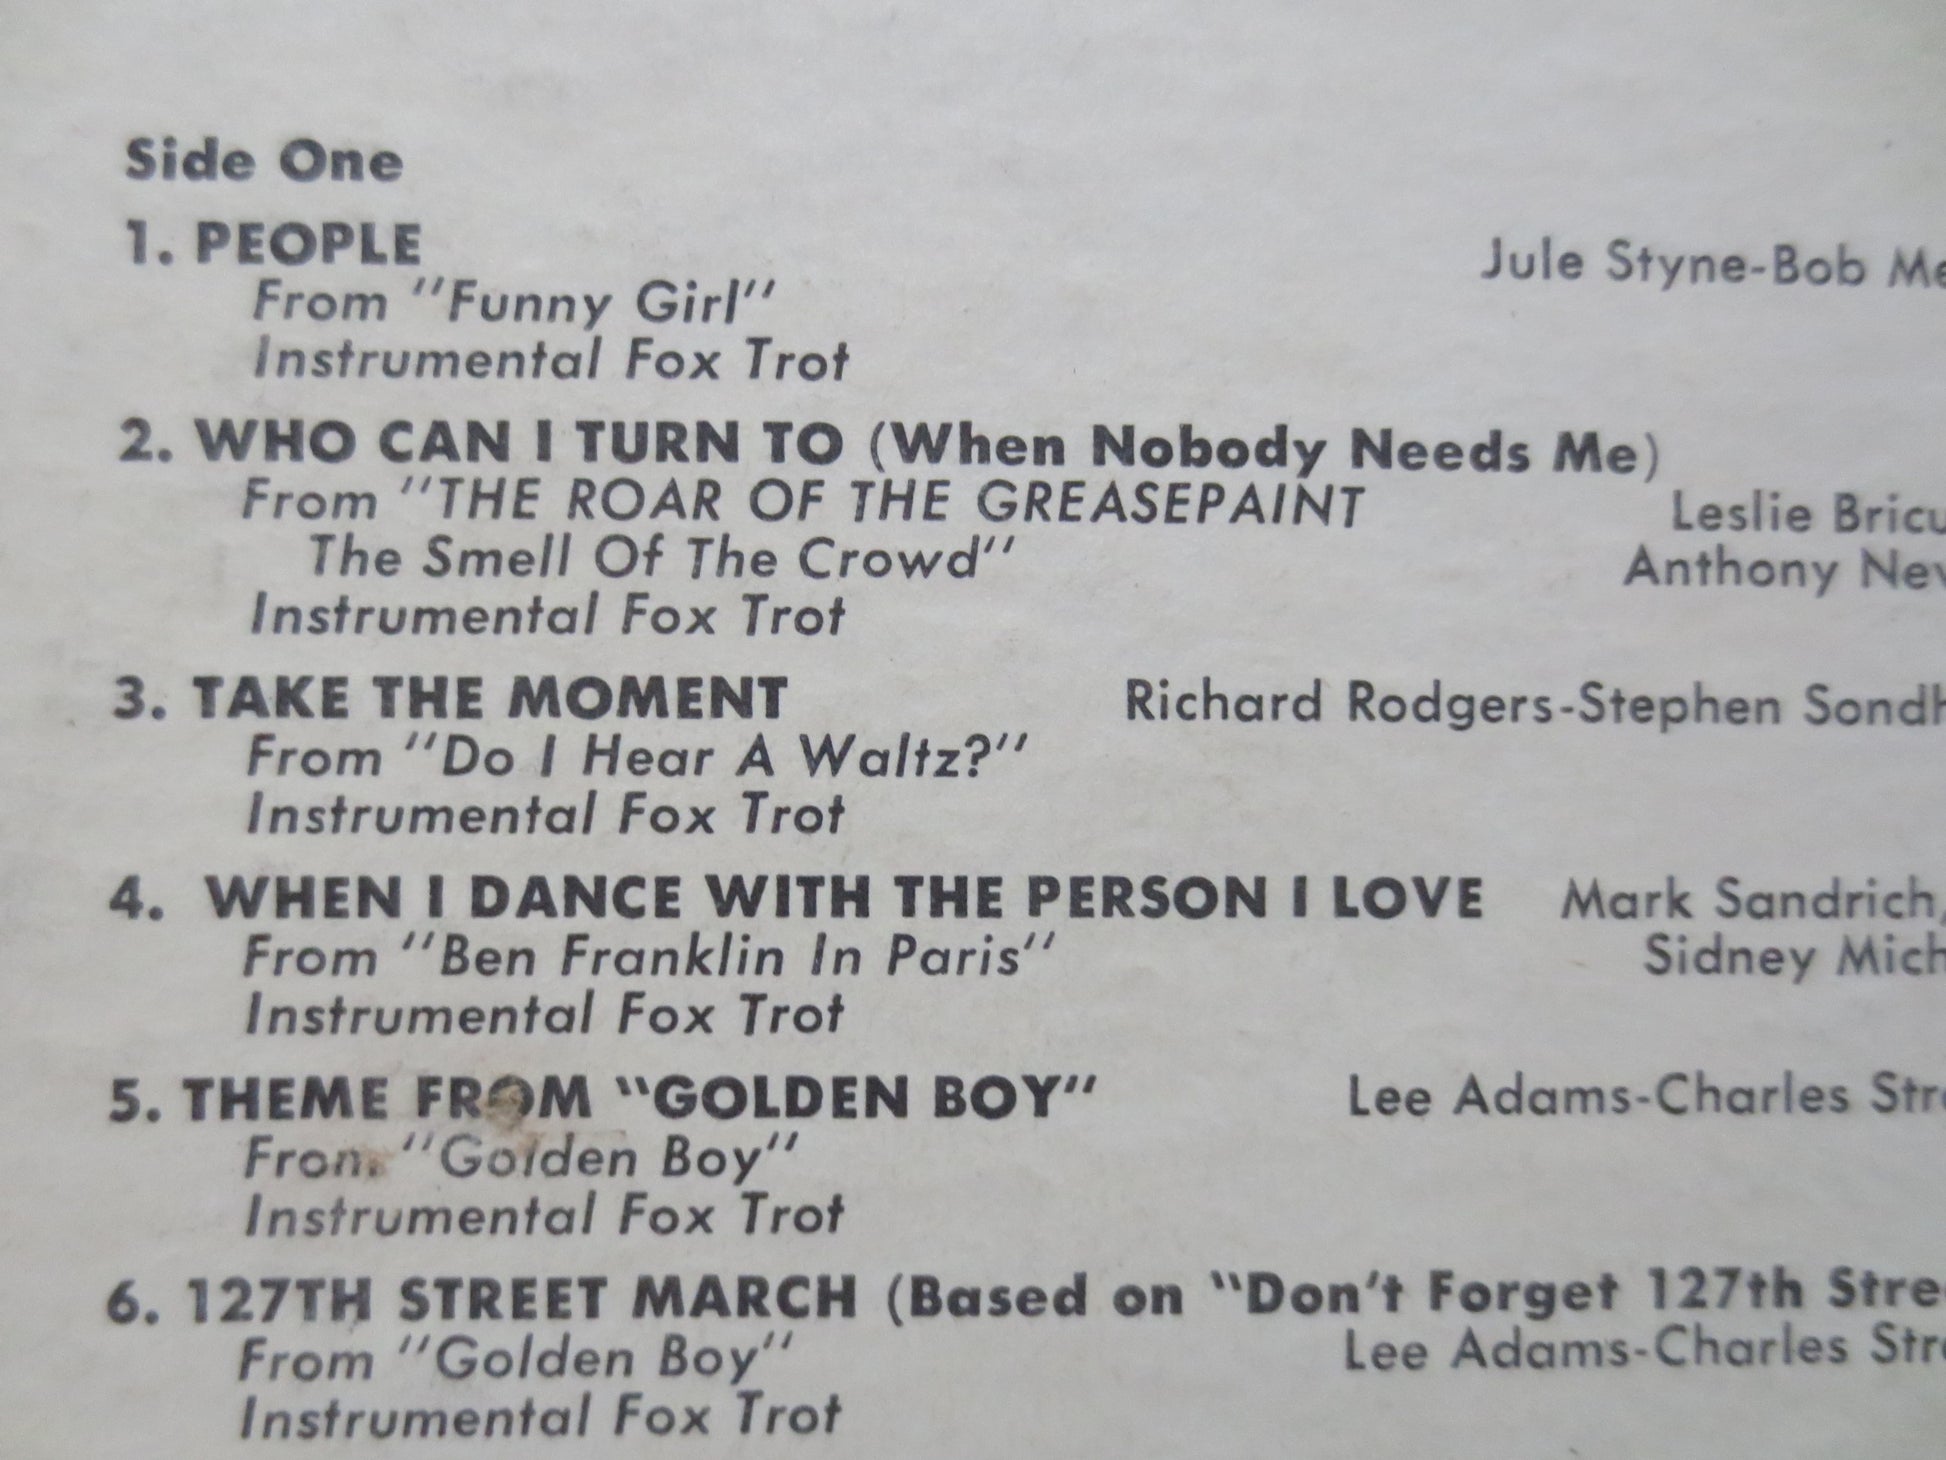 Side One
1. PEOPLE Jule Styne-Bob
From "Funny Girl"
Instrumental Fox Trot
2. WHO CAN I TURN TO (When Nobody Needs Me)
From "THE ROAR OF THE GREASEPAINT Leslie
The Smell Of The Crowd" Anthony
Instrumental Fox Trot
3. TAKE THE MOMENT Richard Rodgers-Stephen
From "Do I Hear A Waltz?"
Instrumental Fox Trot
4. WHEN I DANCE WITH THE PERSON I LOVE Mark Sandrich,
From "Ben Franklin In Paris" Sidney
Instrumental Fox Trot
5. THEME FROM "GOLDEN BOY" Lee Adams-Charles
From "Golden Boy"
Instrumental Fox Trot
6. 127TH STREET MARCH (Based on "Don't Forget 127th
From "Golden Boy" Lee Adams-Charles
Instrumental Fox Trot